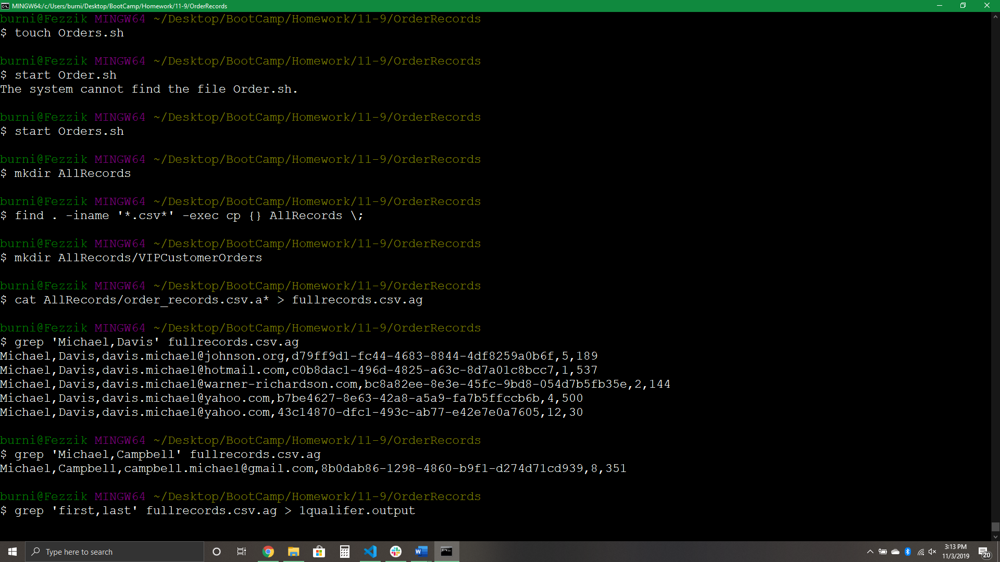 MINGW64:/c/Users/burni/Desktop/BootCamp/Homework/11-9/OrderRecords
burni@Fezzik MINGW64 ~/Desktop/BootCamp/Homework/11-9/OrderRecords
$ touch Orders.sh
burni@Fezzik MINGW64 ~/Desktop/BootCamp/Homework/11-9/OrderRecords
$ start Order.sh
The system cannot find the file Order.sh.
burni@Fezzik MINGW64 ~/Desktop/BootCamp/Homework/11-9/OrderRecords
$ start Orders.sh
burni@Fezzik MINGW64 ~/Desktop/BootCamp/Homework/11-9/OrderRecords
$ mkdir AllRecords
burni@Fezzik MINGW64 ~/Desktop/BootCamp/Homework/11-9/OrderRecords
$ find . -iname '*.csv*' -exec cp {} AllRecords \;
burni@Fezzik MINGW64 ~/Desktop/BootCamp/Homework/11-9/OrderRecords
$ mkdir AllRecords/VIPCustomerOrders
burni@Fezzik MINGW64 ~/Desktop/BootCamp/Homework/11-9/OrderRecords
$ cat AllRecords/order_records.csv.a* > fullrecords.csv.ag
burni@Fezzik MINGW64 ~/Desktop/BootCamp/Homework/11-9/OrderRecords
$ grep 'Michael,Davis' fullrecords.csv.ag
Michael,Davis,davis.michael@johnson.org,d79ff9d1-fc44-4683-8844-4df8259a0b6f,5,189
Michael,Davis,davis.michael@hotmail.com,c0b8dac1-496d-4825-a63c-8d7a01c8bcc7,1,537
Michael,Davis,davis.michael@warner-richardson.com,bc8a82ee-8e3e-45fc-9bd8-054d7b5fb35e,2,144
Michael,Davis,davis.michael@yahoo.com,b7be4627-8e63-42a8-a5a9-fa7b5ffccb6b,4,500
Michael,Davis,davis.michael@yahoo.com,43c14870-dfc1-493c-ab77-e42e7e0a7605,12,30
burni@Fezzik MINGW64 ~/Desktop/BootCamp/Homework/11-9/OrderRecords
$ grep 'Michael,Campbell' fullrecords.csv.ag
Michael,Campbell,campbell.michael@gmail.com,8b0dab86-1298-4860-b9f1-d274d71cd939,8,351
burni@Fezzik MINGW64 ~/Desktop/BootCamp/Homework/11-9/OrderRecords
$ grep 'first,last' fullrecords.csv.ag > 1qualifer.output
Type here to search
3:13 PM
11/3/2019
20